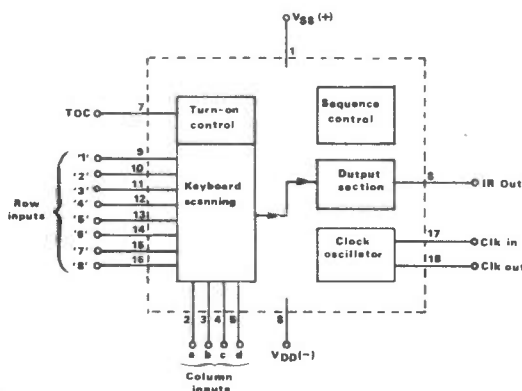 VSS (+)
1
TOC
7
Turn-on
control
Sequence
control
Row
inputs
'1'
9
'2'
10
'3'
11
'4'
12
'5'
13
'6'
14
'7'
15
'8'
16
Keyboard
scanning
Output
section
IR Out
Clock
oscillator
17
Clk in
18
Clk out
2
3
4
5
a
b
c
d
Column
inputs
VDD(−)